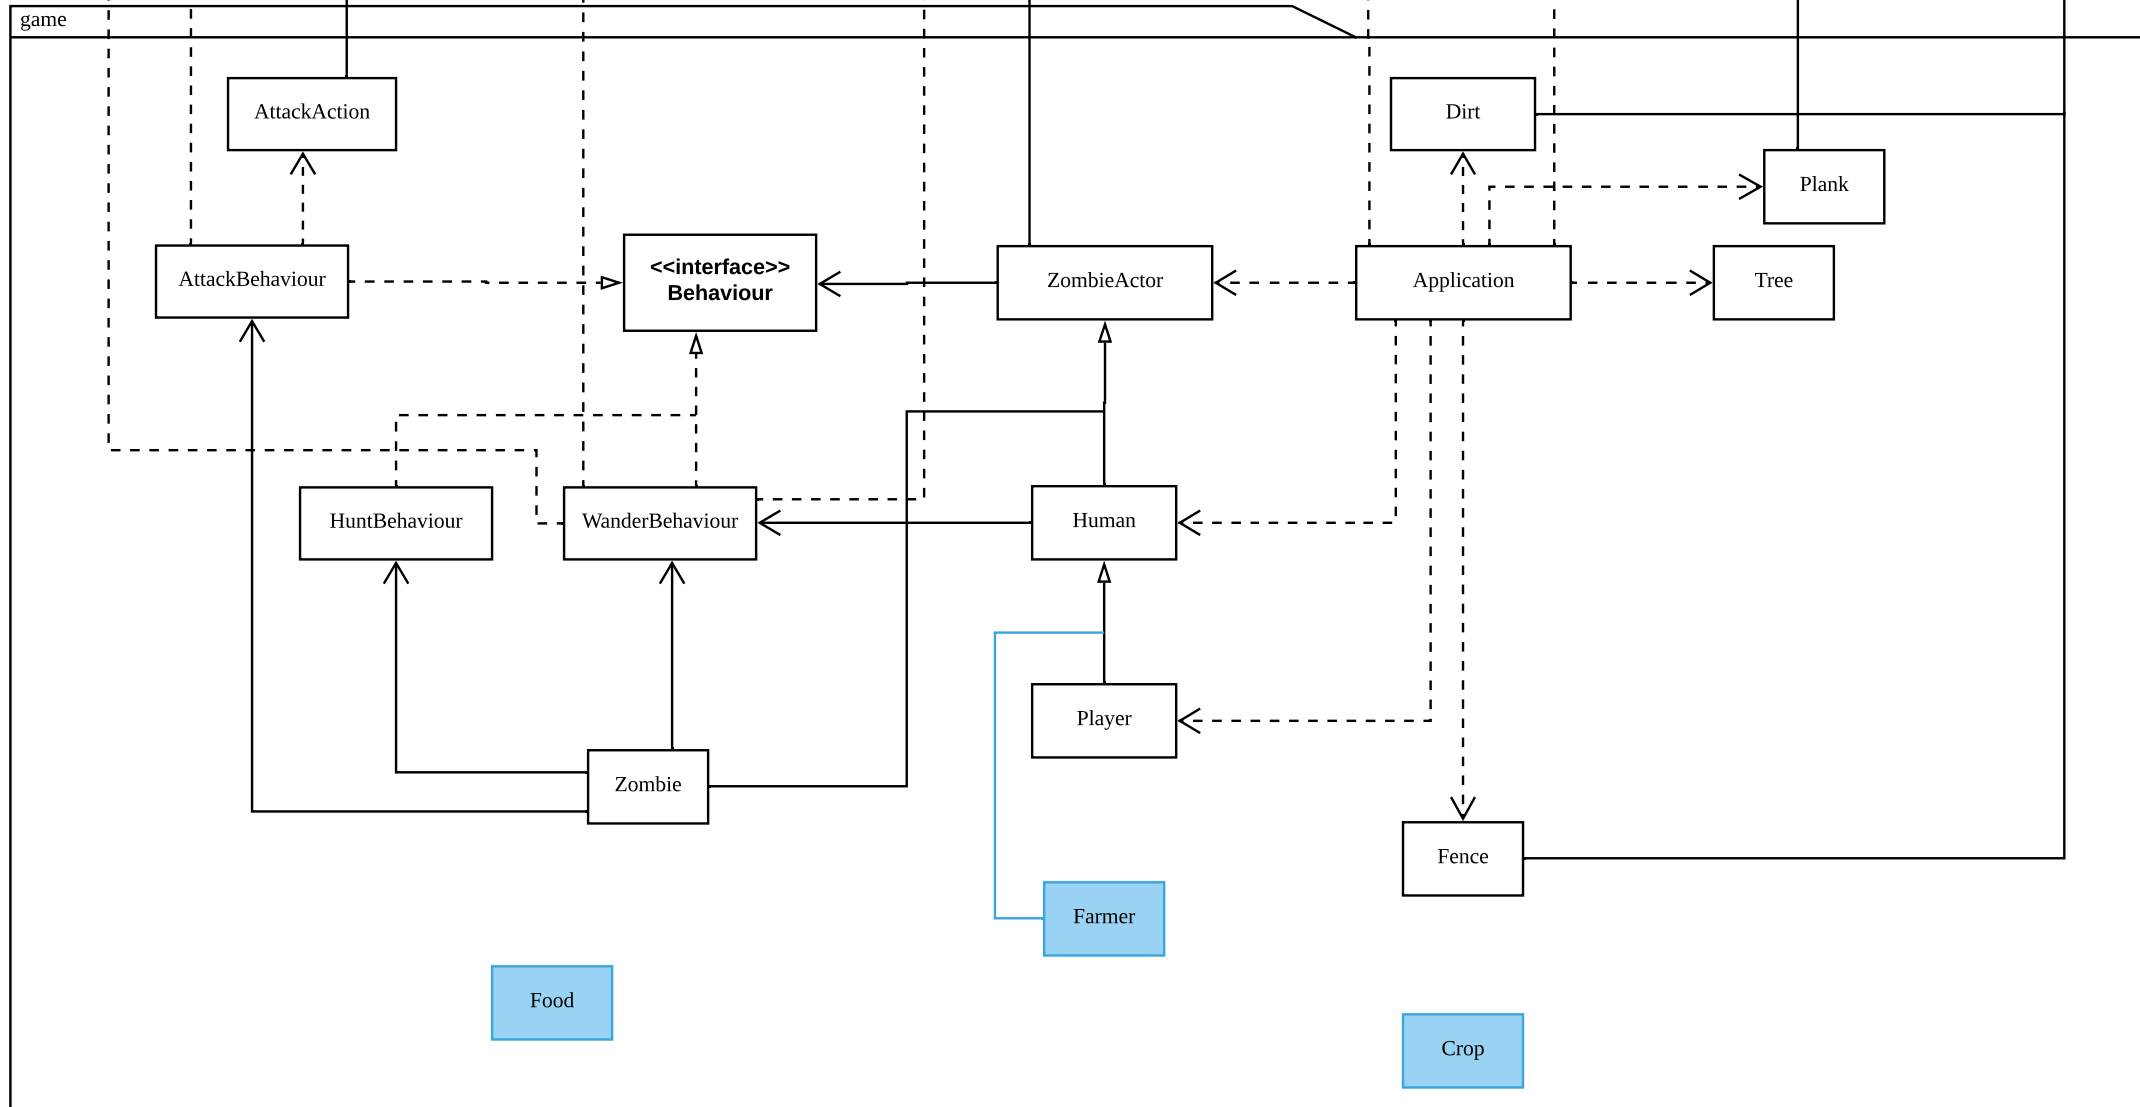 game
AttackAction
Dirt
Plank
AttackBehaviour
<<interface>>
Behaviour
ZombieActor
Application
Tree
HuntBehaviour
WanderBehaviour
Human
Player
Zombie
Fence
Farmer
Food
Crop